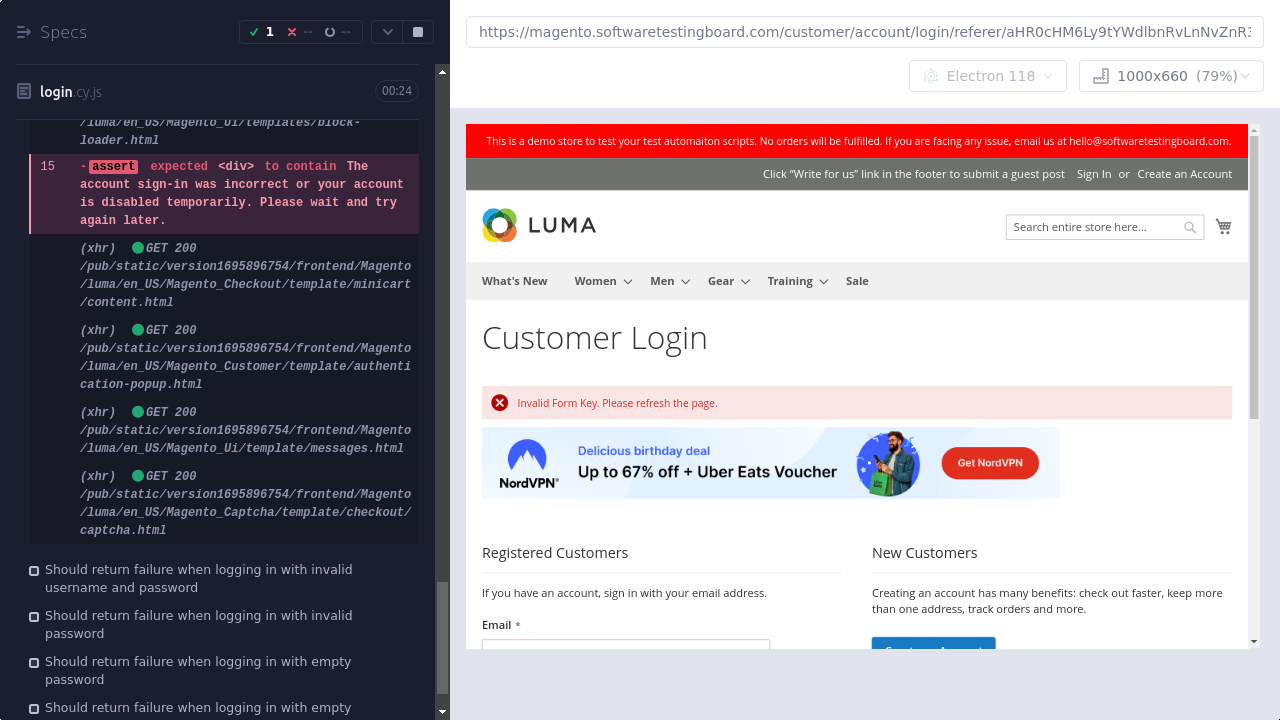 Specs
1
--
--
login.cy.js
00:24
/luma/en_US/Magento_Ui/templates/block-
loader.html
15
-assert expected <div> to contain The
account sign-in was incorrect or your account
is disabled temporarily. Please wait and try
again later.
(xhr) GET 200
/pub/static/version1695896754/frontend/Magento
/luma/en_US/Magento_Checkout/template/minicart
/content.html
(xhr) GET 200
/pub/static/version1695896754/frontend/Magento
/luma/en_US/Magento_Customer/template/authenti
cation-popup.html
(xhr) GET 200
/pub/static/version1695896754/frontend/Magento
/luma/en_US/Magento_Ui/template/messages.html
(xhr) GET 200
/pub/static/version1695896754/frontend/Magento
/luma/en_US/Magento_Captcha/template/checkout/
captcha.html
Should return failure when logging in with invalid
username and password
Should return failure when logging in with invalid
password
Should return failure when logging in with empty
password
Should return failure when logging in with empty
https://magento.softwaretestingboard.com/customer/account/login/referer/aHR0cHM6Ly9tYWdlbnRvLnNvZnR
Electron 118
1000x660 (79%)
This is a demo store to test your test automaiton scripts. No orders will be fulfilled. If you are facing any issue, email us at hello@softwaretestingboard.com.
Click “Write for us” link in the footer to submit a guest post
Sign In or Create an Account
LUMA
Search entire store here...
What's New
Women
Men
Gear
Training
Sale
Customer Login
Invalid Form Key. Please refresh the page.
NordVPN®
Delicious birthday deal
Up to 67% off + Uber Eats Voucher
Get NordVPN
Registered Customers
If you have an account, sign in with your email address.
Email *
New Customers
Creating an account has many benefits: check out faster, keep more
than one address, track orders and more.